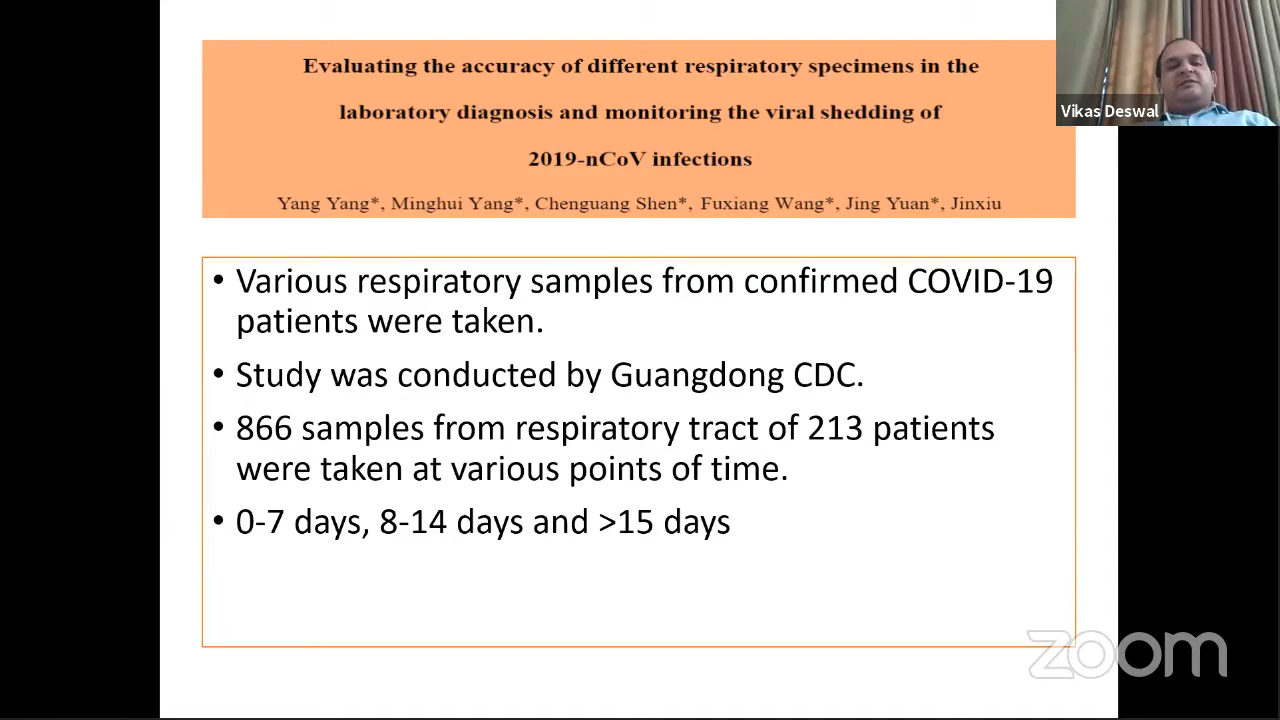 Evaluating the accuracy of different respiratory specimens in the
laboratory diagnosis and monitoring the viral shedding of
2019-nCoV infections
Yang Yang*, Minghui Yang*, Chenguang Shen*, Fuxiang Wang*, Jing Yuan*, Jinxiu
Vikas Deswal
• Various respiratory samples from confirmed COVID-19
patients were taken.
• Study was conducted by Guangdong CDC.
• 866 samples from respiratory tract of 213 patients
were taken at various points of time.
• 0-7 days, 8-14 days and >15 days
zoom